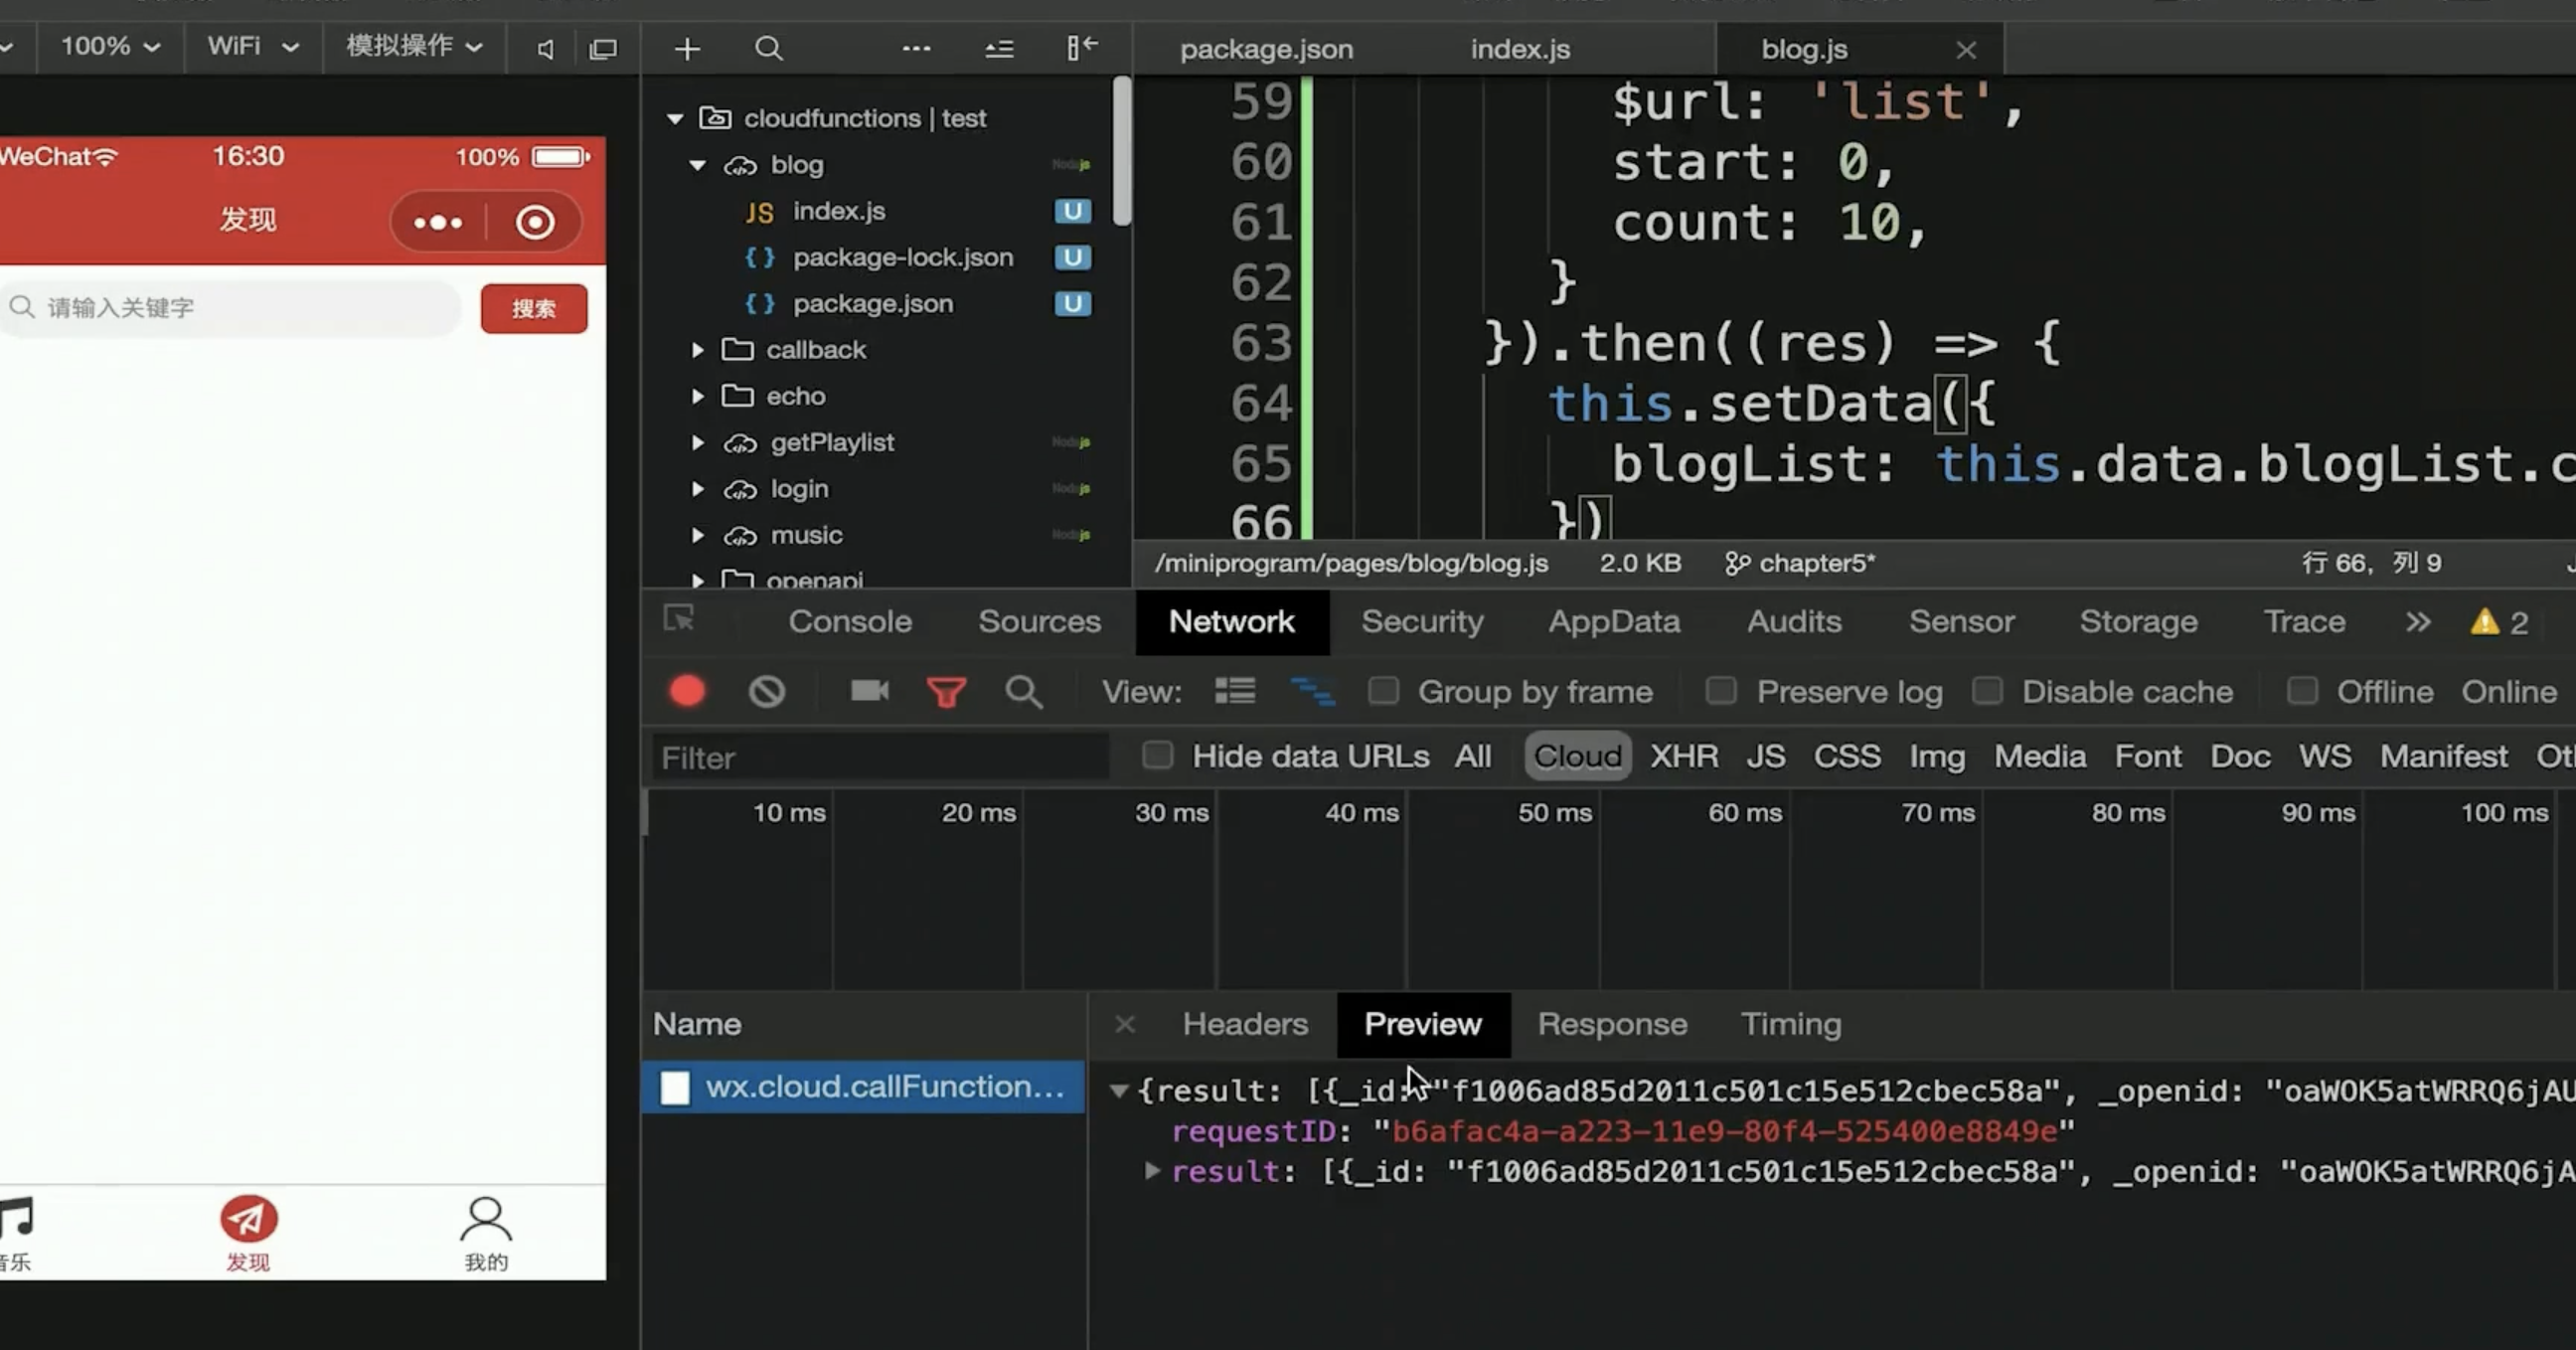 100%
WiFi
模拟操作
package.json
index.js
blog.js
WeChat
16:30
100%
发现
请输入关键字
搜索
音乐
发现
我的
cloudfunctions | test
blog
JS index.js U
{ } package-lock.json U
{ } package.json U
callback
echo
getPlaylist
login
music
openapi
59 $url: 'list',
60 start: 0,
61 count: 10,
62 }
63 }).then((res) => {
64 this.setData({
65 blogList: this.data.blogList.c
66 })
/miniprogram/pages/blog/blog.js 2.0 KB chapter5* 行 66, 列 9
Console Sources Network Security AppData Audits Sensor Storage Trace » 2
View: Group by frame Preserve log Disable cache Offline Online
Filter Hide data URLs All Cloud XHR JS CSS Img Media Font Doc WS Manifest
10 ms 20 ms 30 ms 40 ms 50 ms 60 ms 70 ms 80 ms 90 ms 100 ms
Name
wx.cloud.callFunction...
Headers Preview Response Timing
{result: [{_id: "f1006ad85d2011c501c15e512cbec58a", _openid: "oaWOK5atWRRQ6jAU
requestID: "b6afac4a-a223-11e9-80f4-525400e8849e"
result: [{_id: "f1006ad85d2011c501c15e512cbec58a", _openid: "oaWOK5atWRRQ6jA